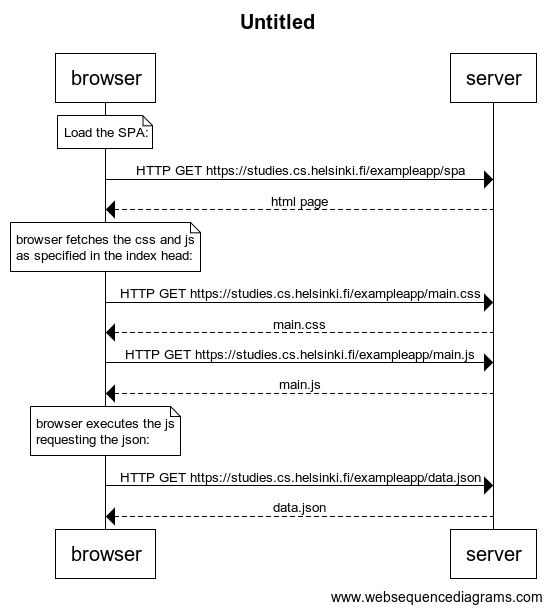 Untitled
browser
server
Load the SPA:
HTTP GET https://studies.cs.helsinki.fi/exampleapp/spa
html page
browser fetches the css and js
as specified in the index head:
HTTP GET https://studies.cs.helsinki.fi/exampleapp/main.css
main.css
HTTP GET https://studies.cs.helsinki.fi/exampleapp/main.js
main.js
browser executes the js
requesting the json:
HTTP GET https://studies.cs.helsinki.fi/exampleapp/data.json
data.json
browser
server
www.websequencediagrams.com